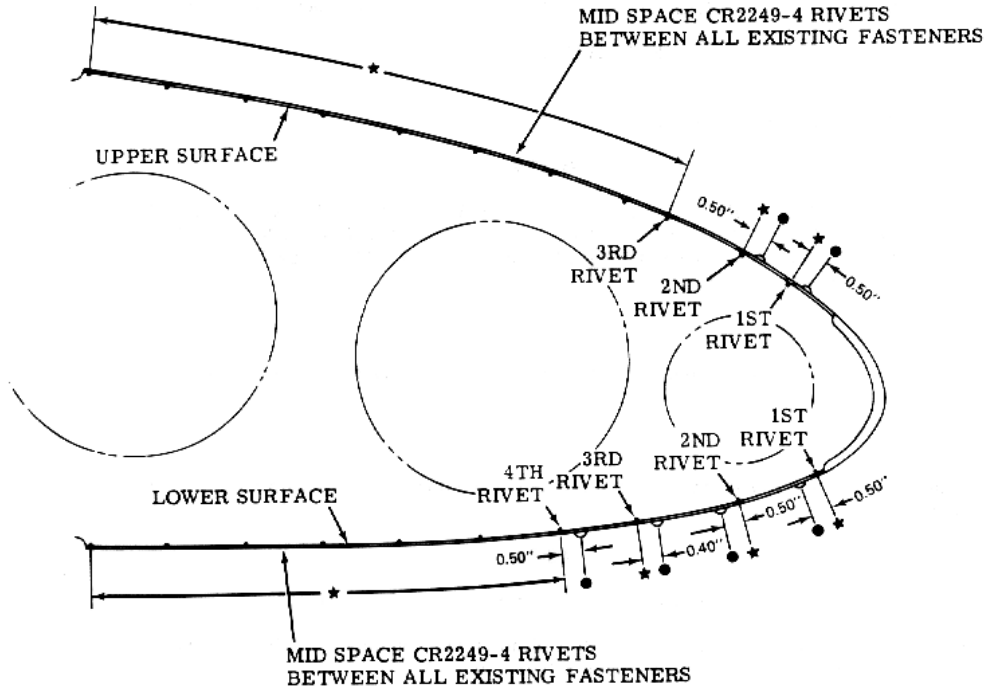 MID SPACE CR2249-4 RIVETS
BETWEEN ALL EXISTING FASTENERS
UPPER SURFACE
0.50"
3RD
RIVET
2ND
RIVET
0.50"
1ST
RIVET
1ST
RIVET
2ND
RIVET
3RD
RIVET
4TH
RIVET
LOWER SURFACE
0.50"
0.50"
0.40"
0.50"
MID SPACE CR2249-4 RIVETS
BETWEEN ALL EXISTING FASTENERS